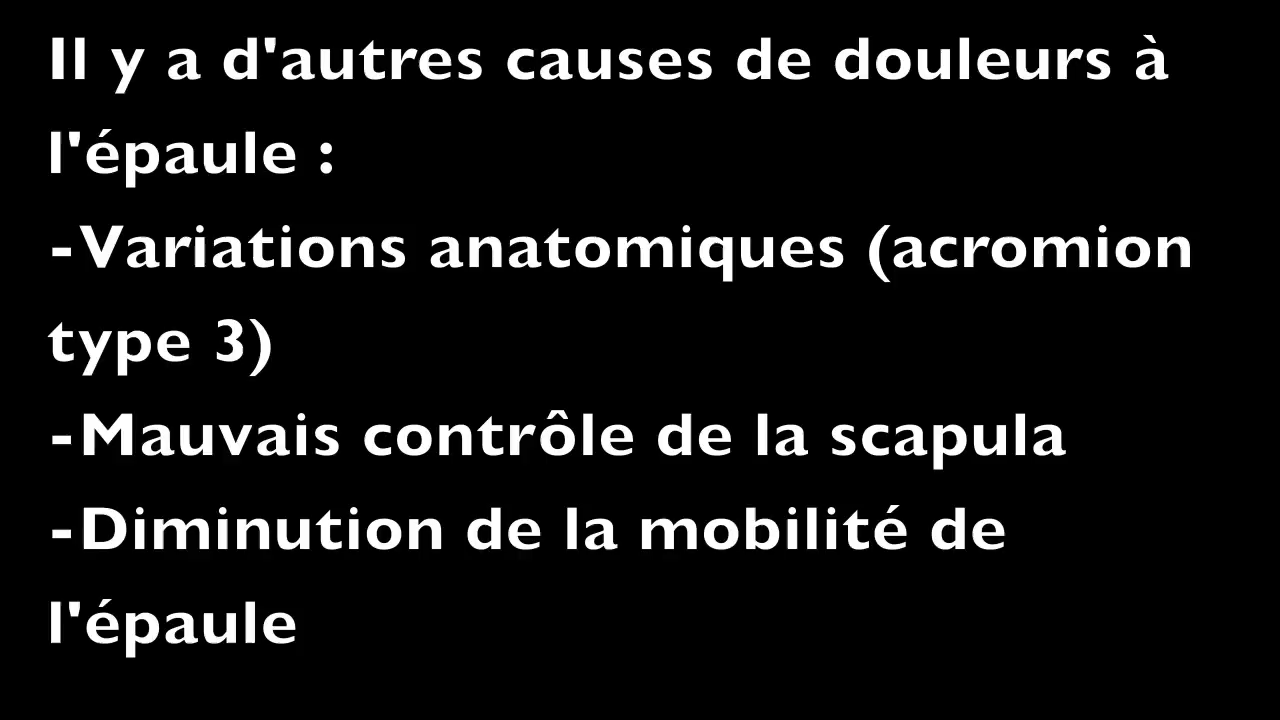 Il y a d'autres causes de douleurs à
l'épaule :
-Variations anatomiques (acromion
type 3)
-Mauvais contrôle de la scapula
-Diminution de la mobilité de
l'épaule